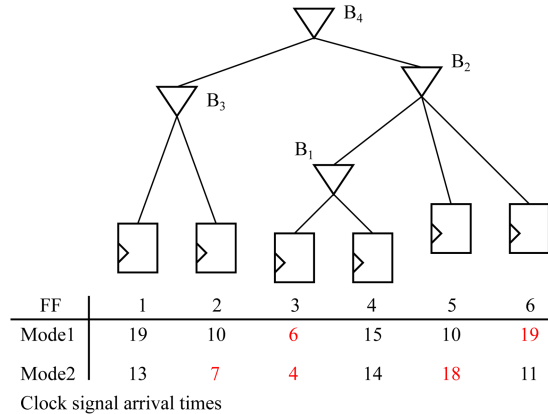 B4
B2
B3
B1
FF 1 2 3 4 5 6
Mode1 19 10 6 15 10 19
Mode2 13 7 4 14 18 11
Clock signal arrival times